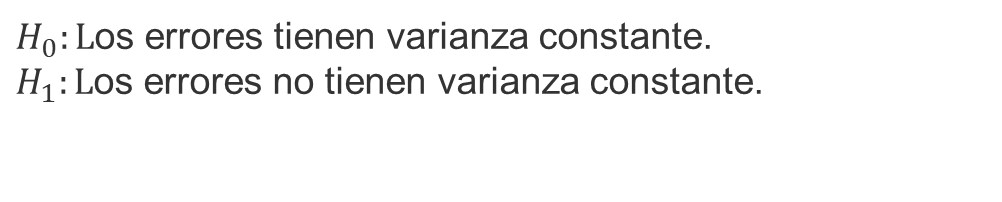 H₀: Los errores tienen varianza constante.
H₁: Los errores no tienen varianza constante.